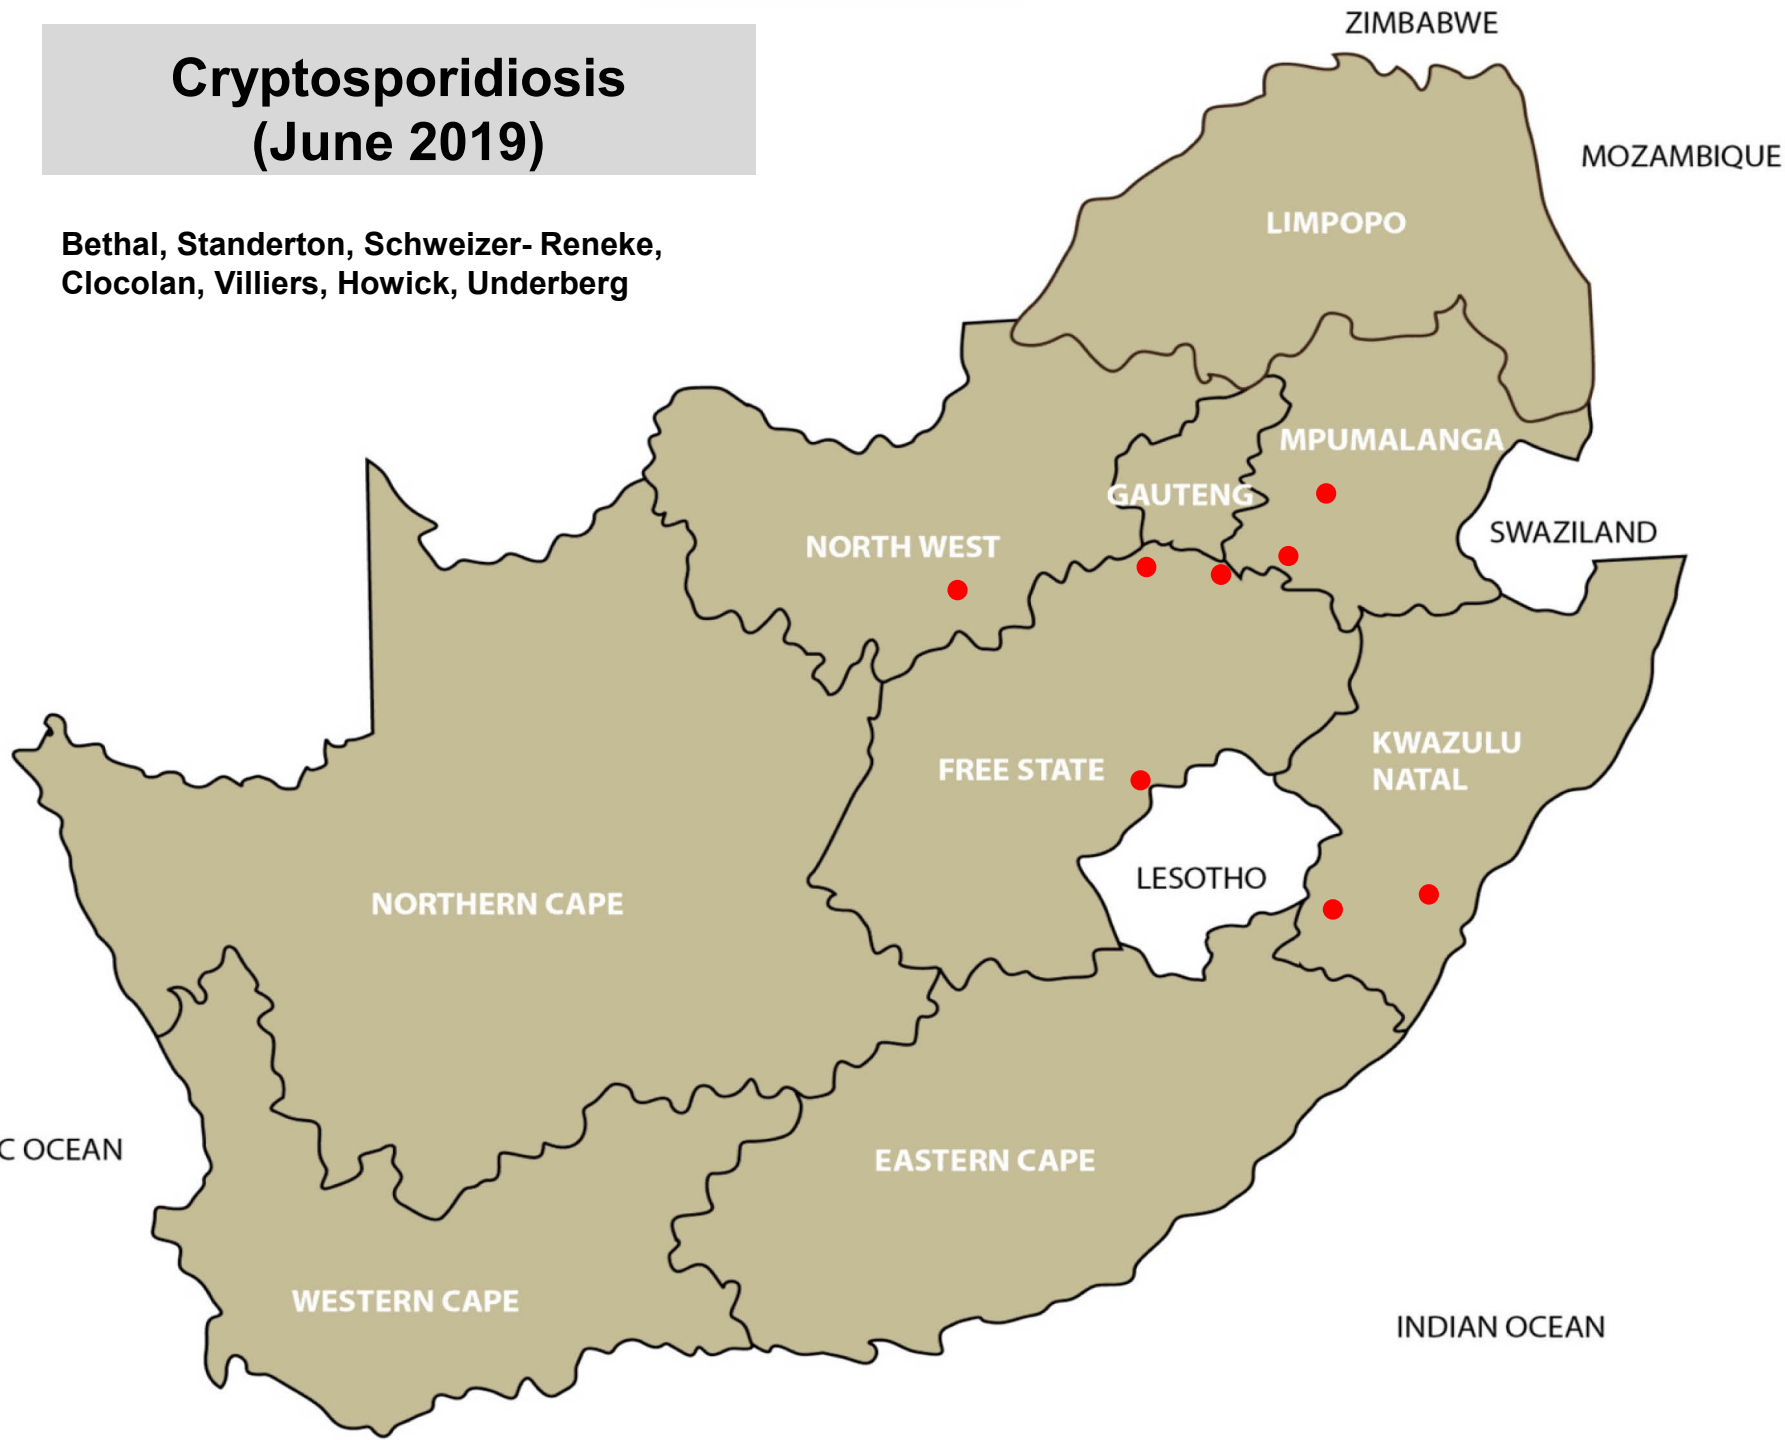 Cryptosporidiosis
(June 2019)
Bethal, Standerton, Schweizer- Reneke,
Clocolan, Villiers, Howick, Underberg
ZIMBABWE
MOZAMBIQUE
LIMPOPO
MPUMALANGA
GAUTENG
SWAZILAND
NORTH WEST
KWAZULU
NATAL
FREE STATE
LESOTHO
NORTHERN CAPE
C OCEAN
EASTERN CAPE
WESTERN CAPE
INDIAN OCEAN